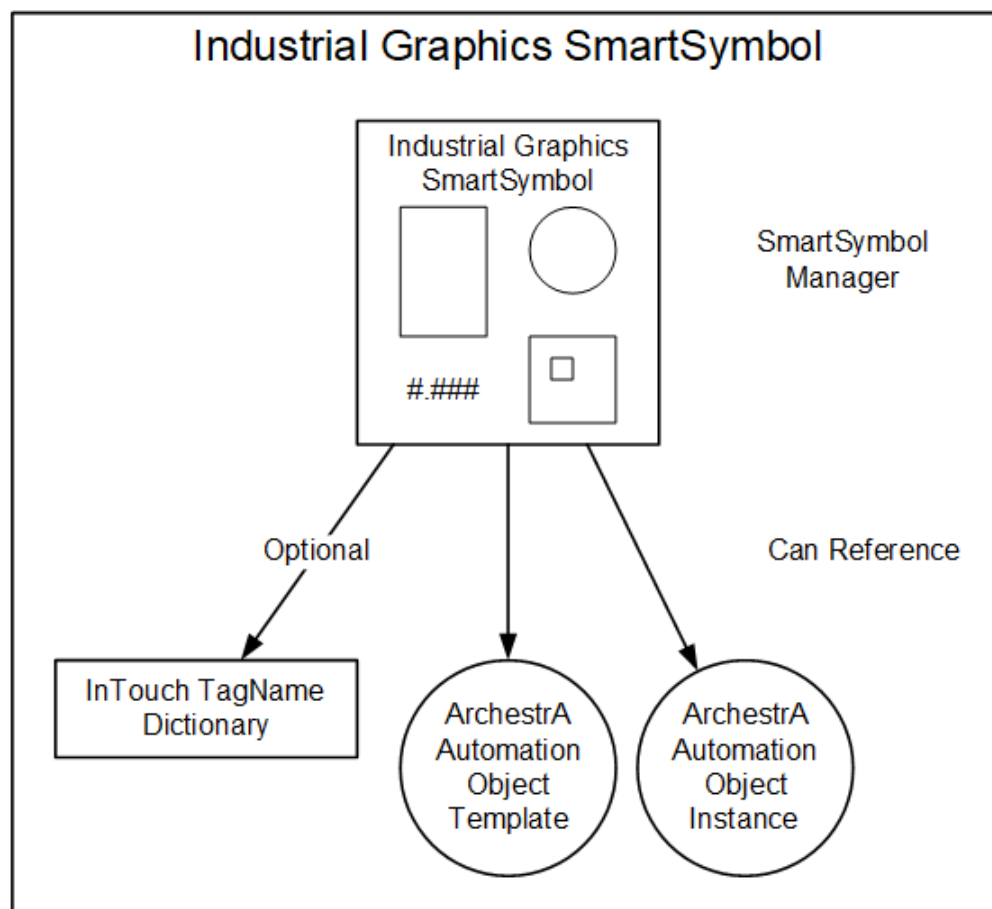 Industrial Graphics SmartSymbol
Industrial Graphics
SmartSymbol
#.###
SmartSymbol
Manager
Optional
Can Reference
InTouch TagName
Dictionary
ArchestrA
Automation
Object
Template
ArchestrA
Automation
Object
Instance